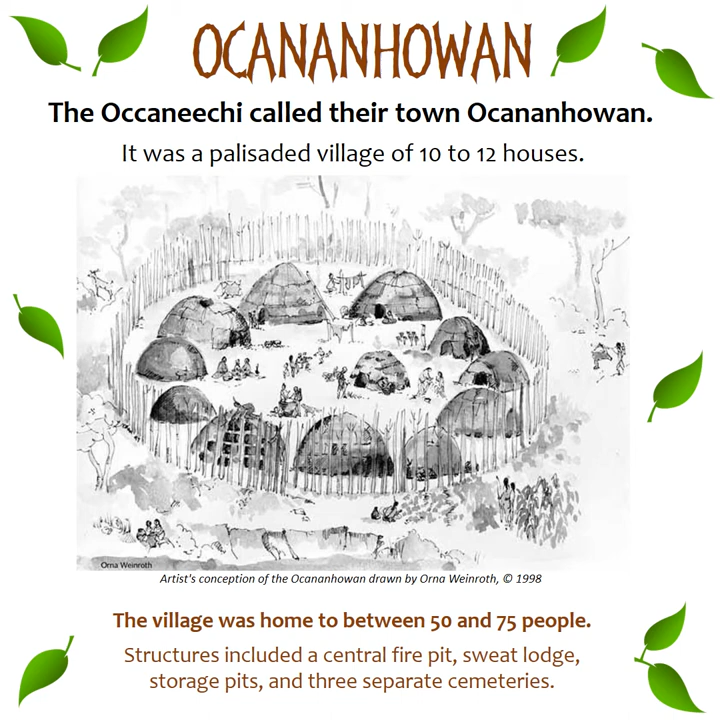 OCANANHOWAN
The Occaneechi called their town Ocananhowan.
It was a palisaded village of 10 to 12 houses.
Orna Weinroth
Artist's conception of the Ocananhowan drawn by Orna Weinroth, © 1998
The village was home to between 50 and 75 people.
Structures included a central fire pit, sweat lodge,
storage pits, and three separate cemeteries.